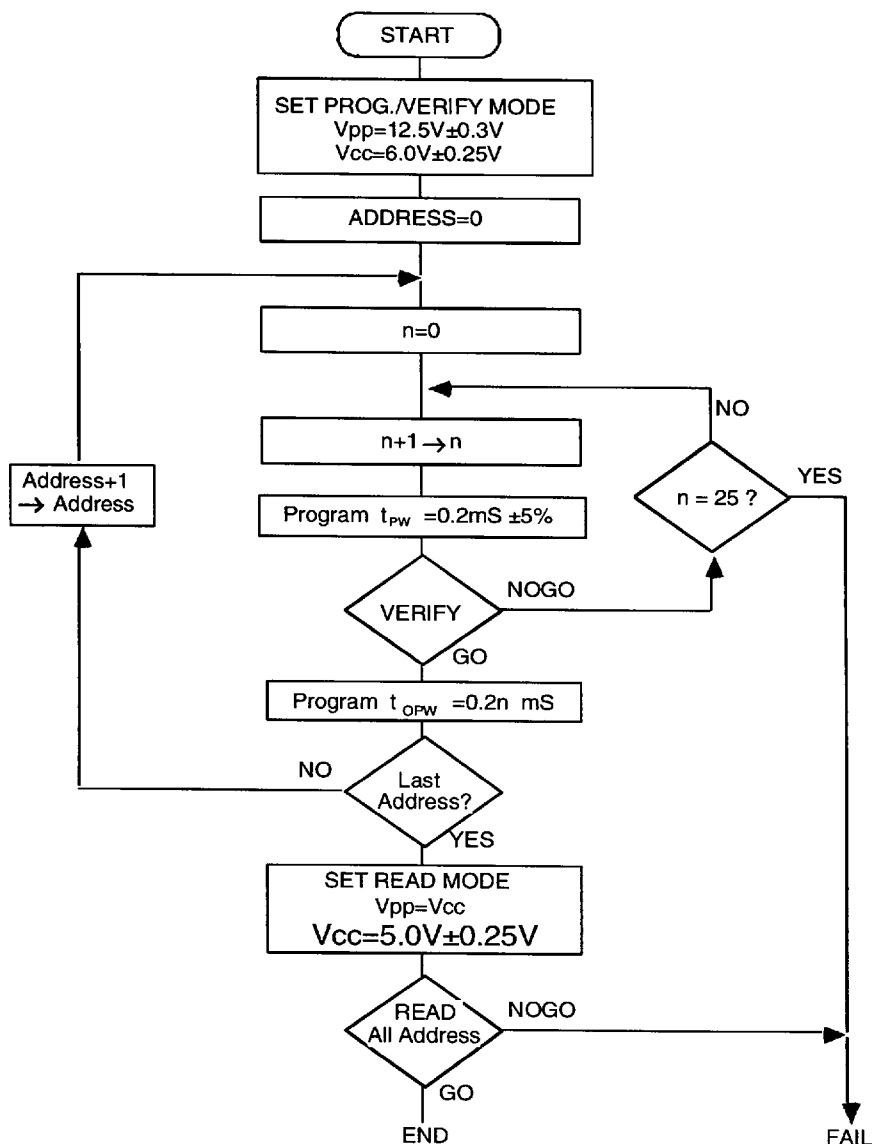 START
SET PROG./VERIFY MODE
Vpp=12.5V±0.3V
Vcc=6.0V±0.25V
ADDRESS=0
n=0
NO
n+1→n
Address+1
→ Address
n = 25 ?
YES
Program tPW =0.2mS ±5%
VERIFY
NOGO
GO
Program tOPW =0.2n mS
NO
Last
Address?
YES
SET READ MODE
Vpp=Vcc
Vcc=5.0V±0.25V
READ
All Address
NOGO
GO
END
FAIL